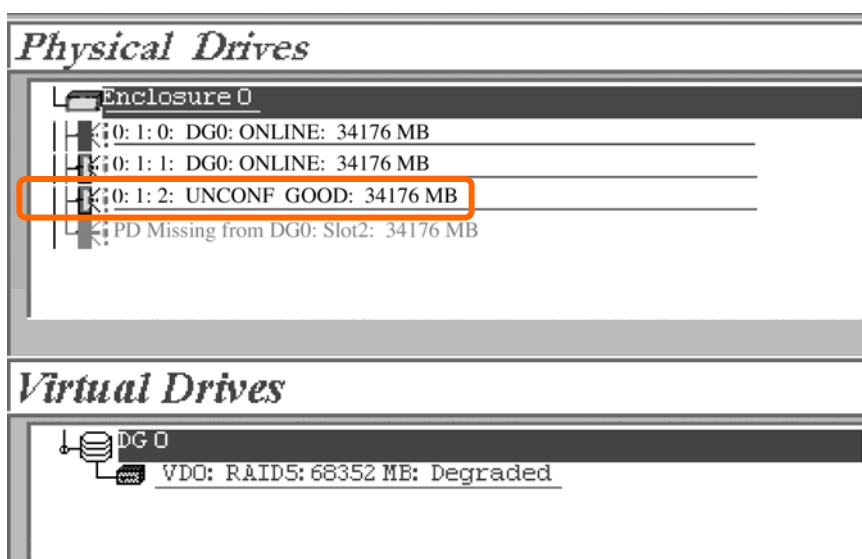 Physical Drives
Enclosure 0
0: 1: 0: DG0: ONLINE: 34176 MB
0: 1: 1: DG0: ONLINE: 34176 MB
0: 1: 2: UNCONF GOOD: 34176 MB
PD Missing from DG0: Slot2: 34176 MB
Virtual Drives
DG 0
VD0: RAID5: 68352 MB: Degraded